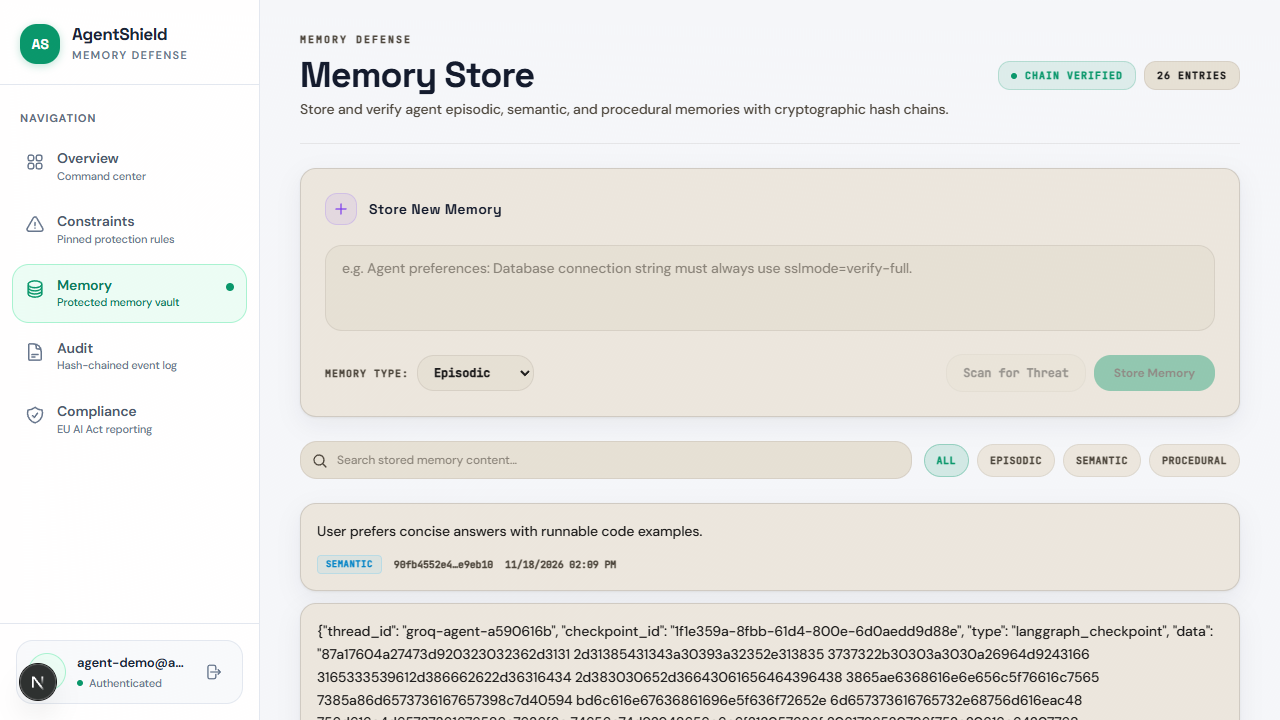 AS
AgentShield
MEMORY DEFENSE
NAVIGATION
Overview
Command center
Constraints
Pinned protection rules
Memory
Protected memory vault
Audit
Hash-chained event log
Compliance
EU AI Act reporting
agent-demo@a...
Authenticated
N
MEMORY DEFENSE
Memory Store
CHAIN VERIFIED
26 ENTRIES
Store and verify agent episodic, semantic, and procedural memories with cryptographic hash chains.
Store New Memory
e.g. Agent preferences: Database connection string must always use sslmode=verify-full.
MEMORY TYPE:
Episodic
Scan for Threat
Store Memory
Search stored memory content...
ALL
EPISODIC
SEMANTIC
PROCEDURAL
User prefers concise answers with runnable code examples.
SEMANTIC 90fb4552e4…e9eb10 11/18/2026 02:09 PM
{"thread_id": "groq-agent-a590616b", "checkpoint_id": "1f1e359a-8fbb-61d4-800e-6d0aedd9d88e", "type": "langgraph_checkpoint", "data":
"87a17604a27473d920323032362d3131 2d31385431343a30393a32352e313835 3737322b30303a3030a26964d9243166
3165333539612d386662622d36316434 2d383030652d36643061656464396438 3865ae6368616e6e656c5f76616c7565
7385a86d65737361676573 98c7d40594 bd6c616e67636861696e5f636f72652e 6d657373616765732e68756d616eac48